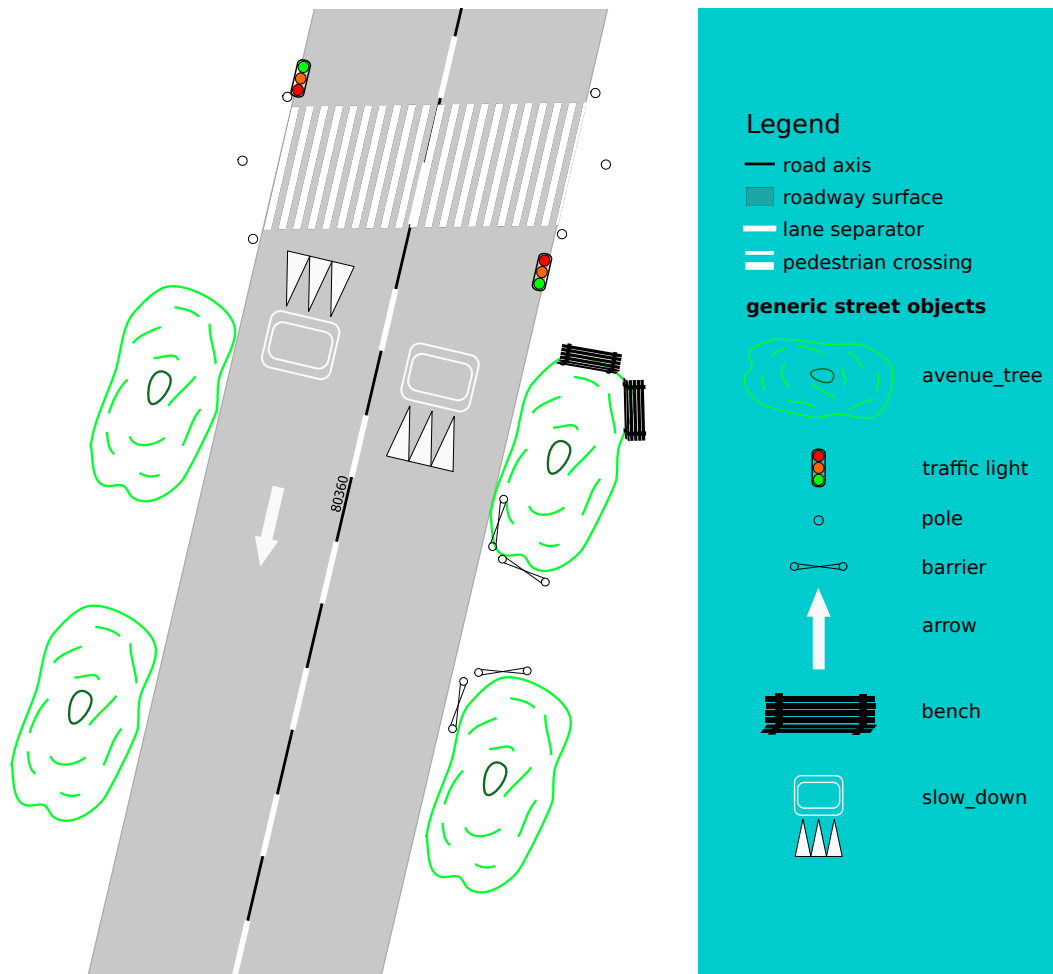 80360
Legend
road axis
roadway surface
lane separator
pedestrian crossing
generic street objects
avenue_tree
traffic light
pole
barrier
arrow
bench
slow_down